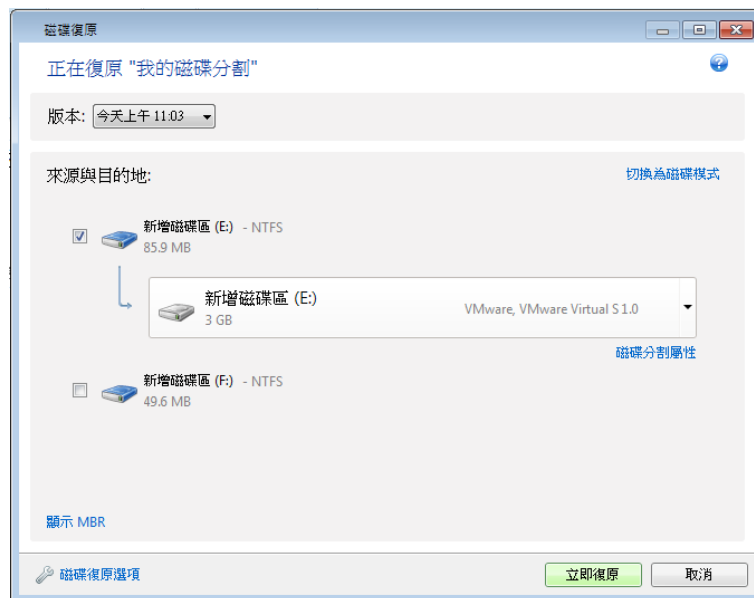 磁碟復原
正在復原 "我的磁碟分割"
版本: 今天上午 11:03
來源與目的地:
切換為磁碟模式
新增磁碟區 (E:) - NTFS
85.9 MB
新增磁碟區 (E:)
3 GB
VMware, VMware Virtual S 1.0
磁碟分割屬性
新增磁碟區 (F:) - NTFS
49.6 MB
顯示 MBR
磁碟復原選項
立即復原
取消